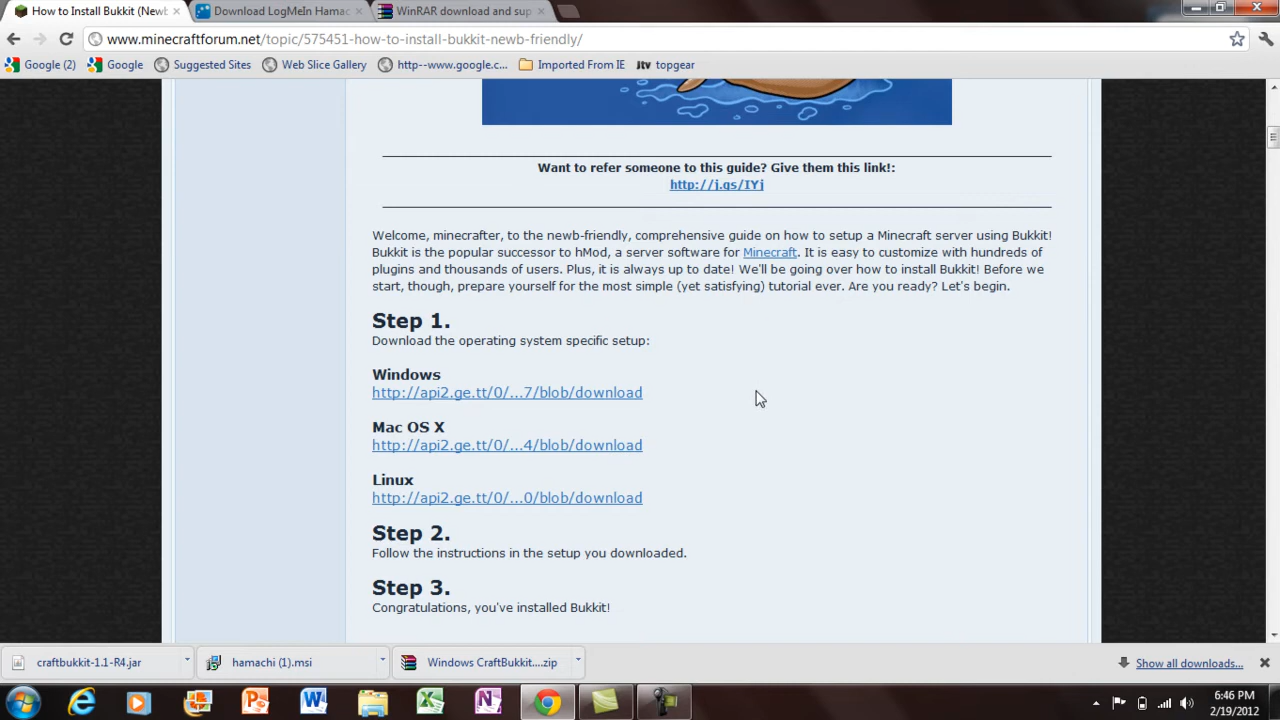 How to Install Bukkit (Newb
Download LogMeIn Hamac
WinRAR download and sup
www.minecraftforum.net/topic/575451-how-to-install-bukkit-newb-friendly/
Google (2)
Google
Suggested Sites
Web Slice Gallery
http--www.google.c...
Imported From IE
jtv topgear
Want to refer someone to this guide? Give them this link!:
http://j.gs/IYj
Welcome, minecrafter, to the newb-friendly, comprehensive guide on how to setup a Minecraft server using Bukkit!
Bukkit is the popular successor to hMod, a server software for Minecraft. It is easy to customize with hundreds of
plugins and thousands of users. Plus, it is always up to date! We'll be going over how to install Bukkit! Before we
start, though, prepare yourself for the most simple (yet satisfying) tutorial ever. Are you ready? Let's begin.
Step 1.
Download the operating system specific setup:
Windows
http://api2.ge.tt/0/...7/blob/download
Mac OS X
http://api2.ge.tt/0/...4/blob/download
Linux
http://api2.ge.tt/0/...0/blob/download
Step 2.
Follow the instructions in the setup you downloaded.
Step 3.
Congratulations, you've installed Bukkit!
craftbukkit-1.1-R4.jar
hamachi (1).msi
Windows CraftBukkit....zip
Show all downloads...
6:46 PM
2/19/2012